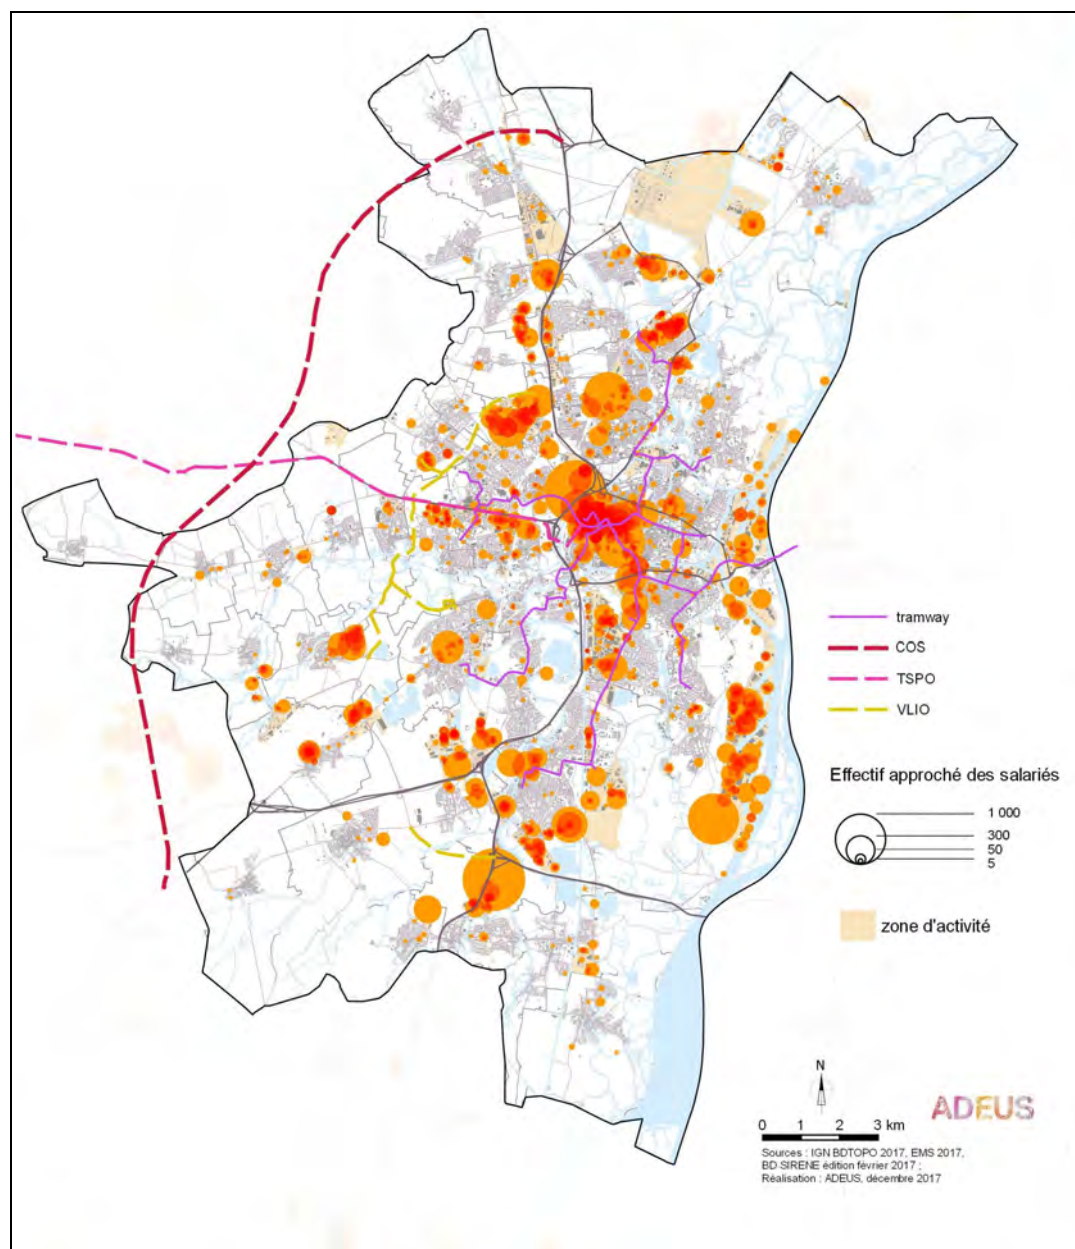 tramway
COS
TSPO
VLIO
Effectif approché des salariés
1 000
300
50
5
zone d'activité
N
ADEUS
0 1 2 3 km
Sources : IGN BDTOPO 2017, EMS 2017,
BD SIRENE édition février 2017 ;
Réalisation : ADEUS, décembre 2017